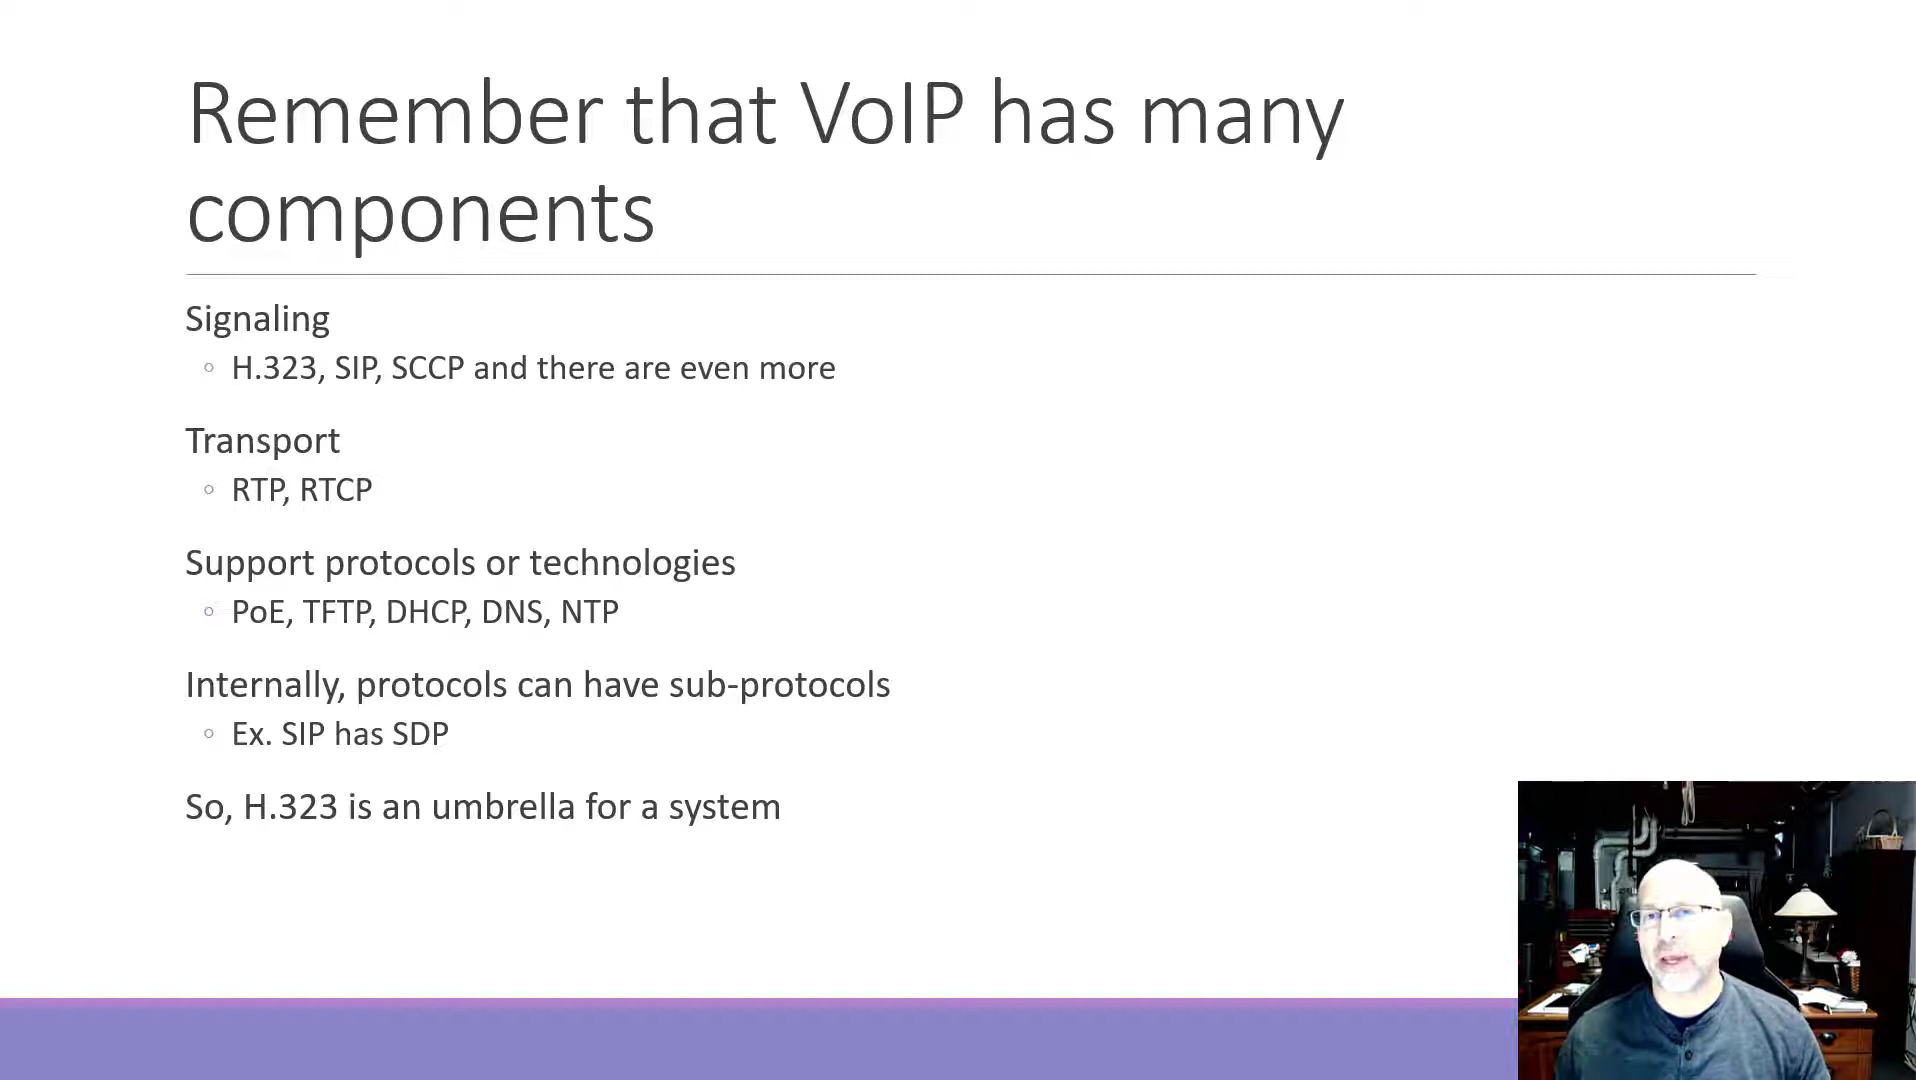 Remember that VoIP has many
components
Signaling
◦ H.323, SIP, SCCP and there are even more
Transport
◦ RTP, RTCP
Support protocols or technologies
◦ PoE, TFTP, DHCP, DNS, NTP
Internally, protocols can have sub-protocols
◦ Ex. SIP has SDP
So, H.323 is an umbrella for a system